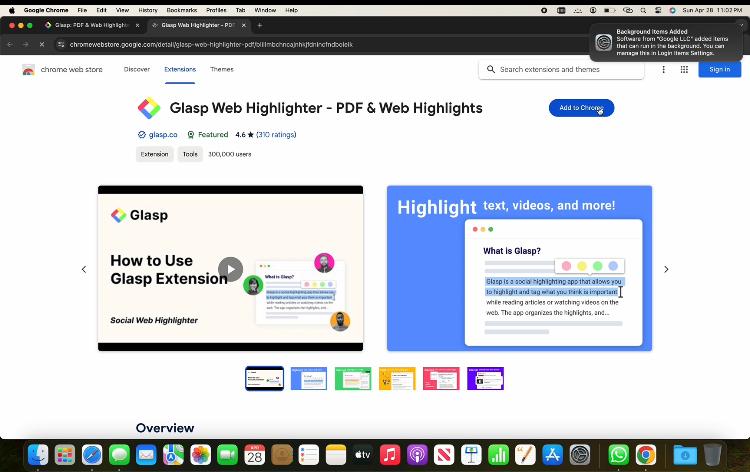 Google Chrome File Edit View History Bookmarks Profiles Tab Window Help
Sun Apr 28 11:02PM
Glasp: PDF & Web Highlighter
Glasp Web Highlighter - PDF
chromewebstore.google.com/detail/glasp-web-highlighter-pdf/
Background Items Added
Software from "Google LLC" added items
that can run in the background. You can
manage this in Login Items Settings.
chrome web store
Discover Extensions Themes
Search extensions and themes
Sign in
Glasp Web Highlighter - PDF & Web Highlights
Add to Chrome
glasp.co Featured 4.6 ★ (310 ratings)
Extension Tools 300,000 users
Glasp
How to Use
Glasp Extension
Social Web Highlighter
What is Glasp?
Highlight text, videos, and more!
What is Glasp?
Glasp is a social highlighting app that allows you
to highlight and tag what you think is important
while reading articles or watching videos on the
web. The app organizes the highlights, and...
Overview
APR
28
tv